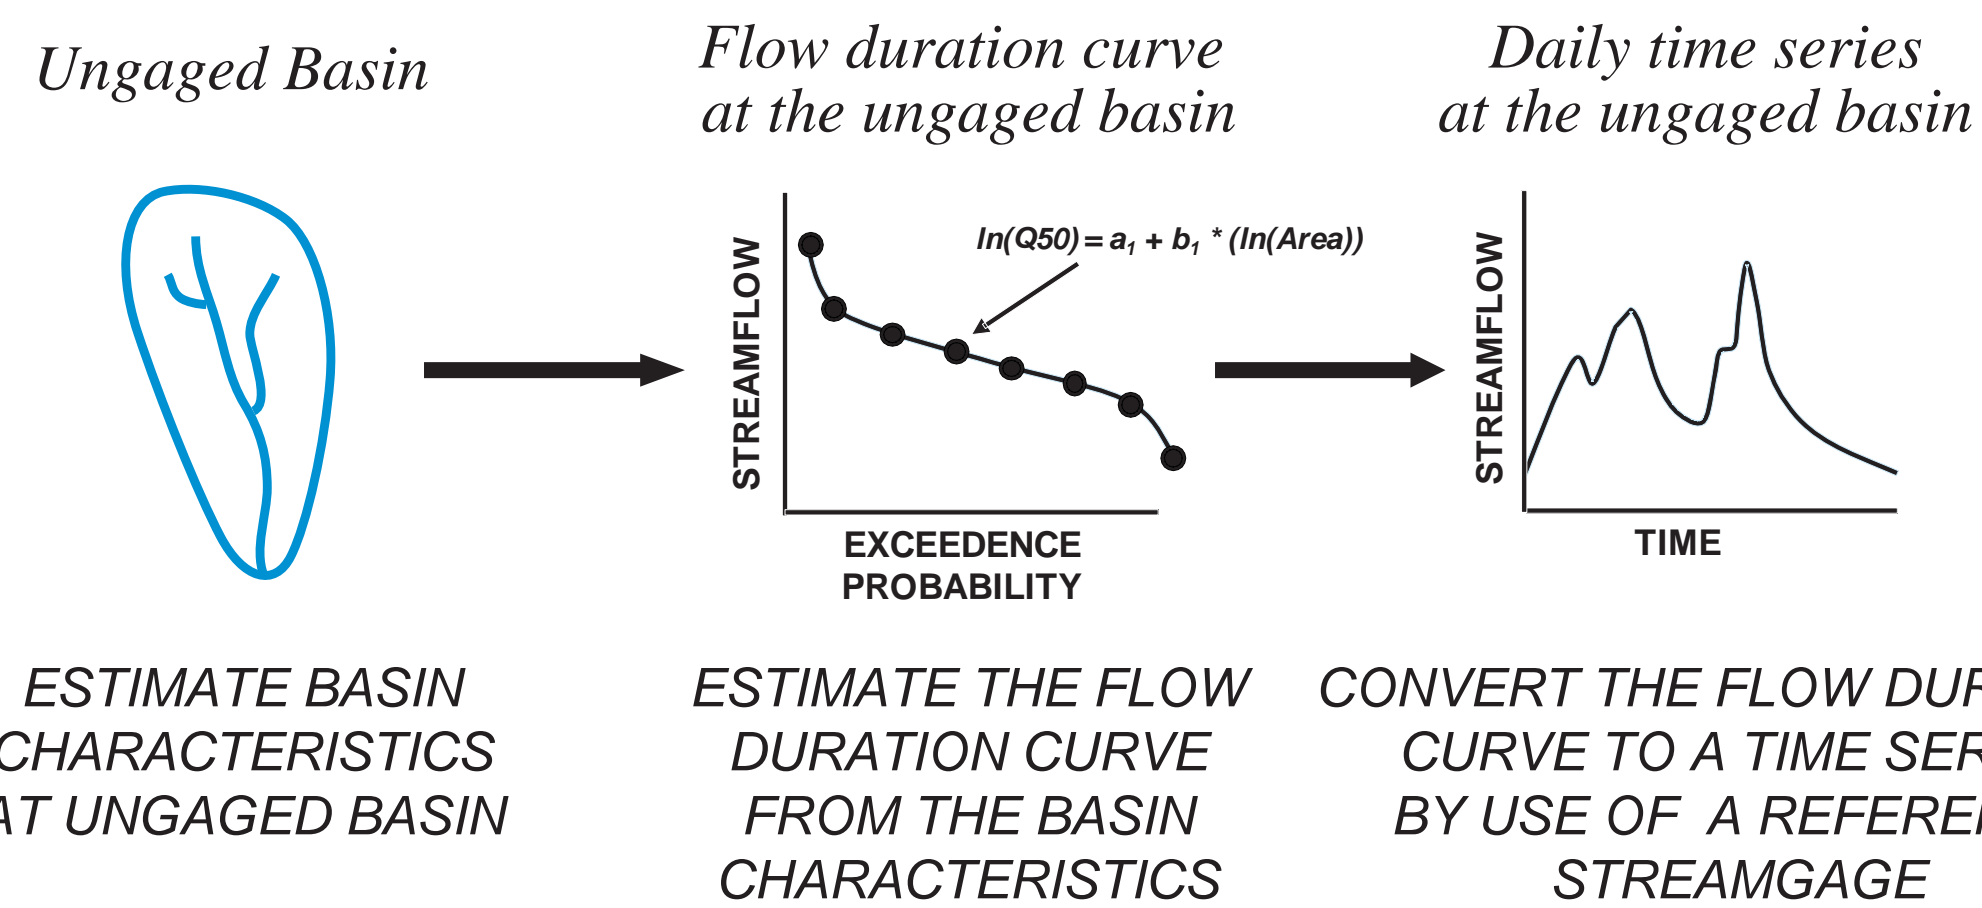 Ungaged Basin
Flow duration curve
at the ungaged basin
Daily time series
at the ungaged basin
STREAMFLOW
ln(Q50) = a1 + b1 * (ln(Area))
EXCEEDENCE
PROBABILITY
STREAMFLOW
TIME
ESTIMATE BASIN
CHARACTERISTICS
AT UNGAGED BASIN
ESTIMATE THE FLOW
DURATION CURVE
FROM THE BASIN
CHARACTERISTICS
CONVERT THE FLOW DUR
CURVE TO A TIME SER
BY USE OF A REFERE
STREAMGAGE